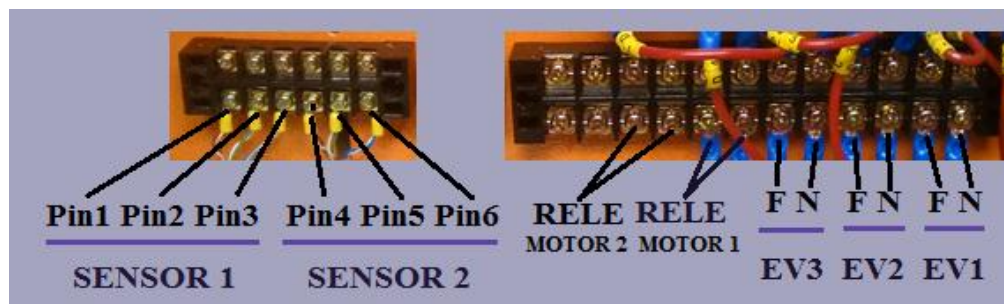 Pin1 Pin2 Pin3 Pin4 Pin5 Pin6
SENSOR 1 SENSOR 2
RELE RELE F N F N F N
MOTOR 2 MOTOR 1
EV3 EV2 EV1